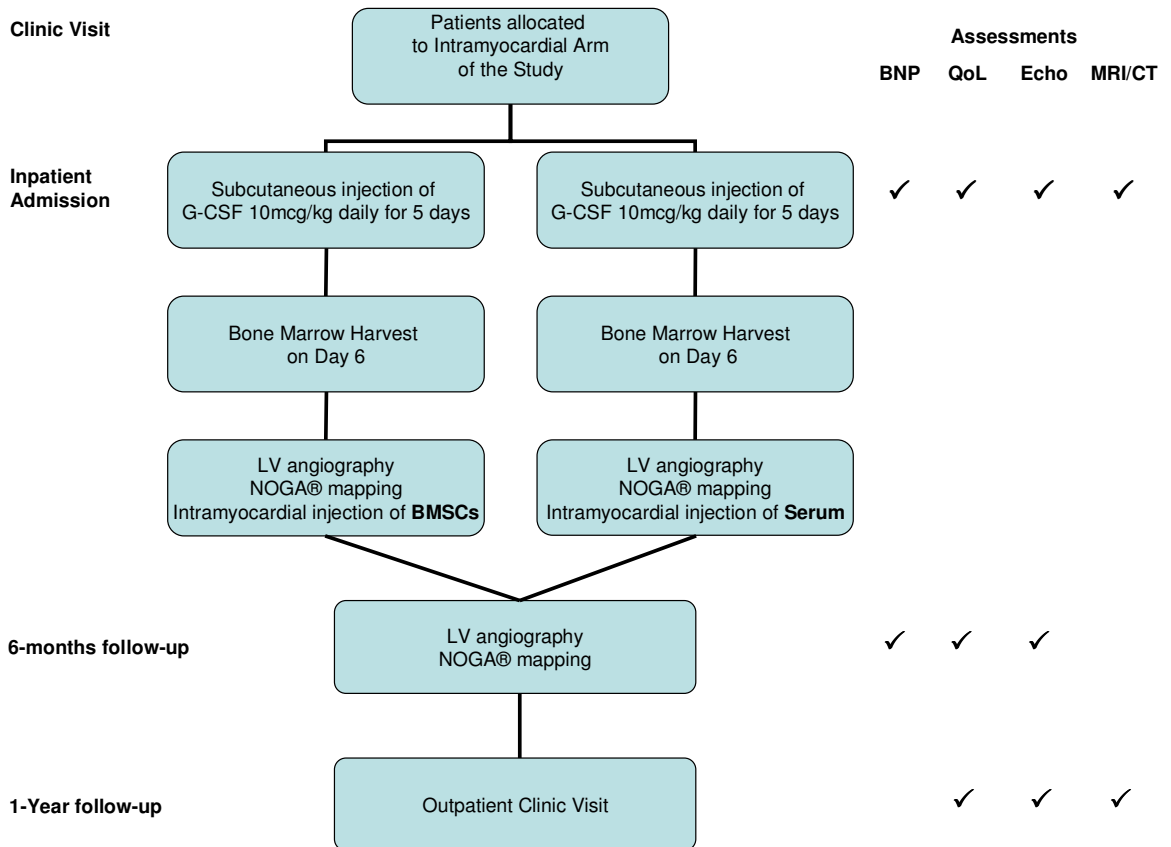 Clinic Visit
Patients allocated
to Intramyocardial Arm
of the Study
Assessments
BNP QoL Echo MRI/CT
Inpatient
Admission
Subcutaneous injection of
G-CSF 10mcg/kg daily for 5 days
Subcutaneous injection of
G-CSF 10mcg/kg daily for 5 days
✓ ✓ ✓ ✓
Bone Marrow Harvest
on Day 6
Bone Marrow Harvest
on Day 6
LV angiography
NOGA® mapping
Intramyocardial injection of BMSCs
LV angiography
NOGA® mapping
Intramyocardial injection of Serum
6-months follow-up
LV angiography
NOGA® mapping
✓ ✓ ✓
1-Year follow-up
Outpatient Clinic Visit
✓ ✓ ✓